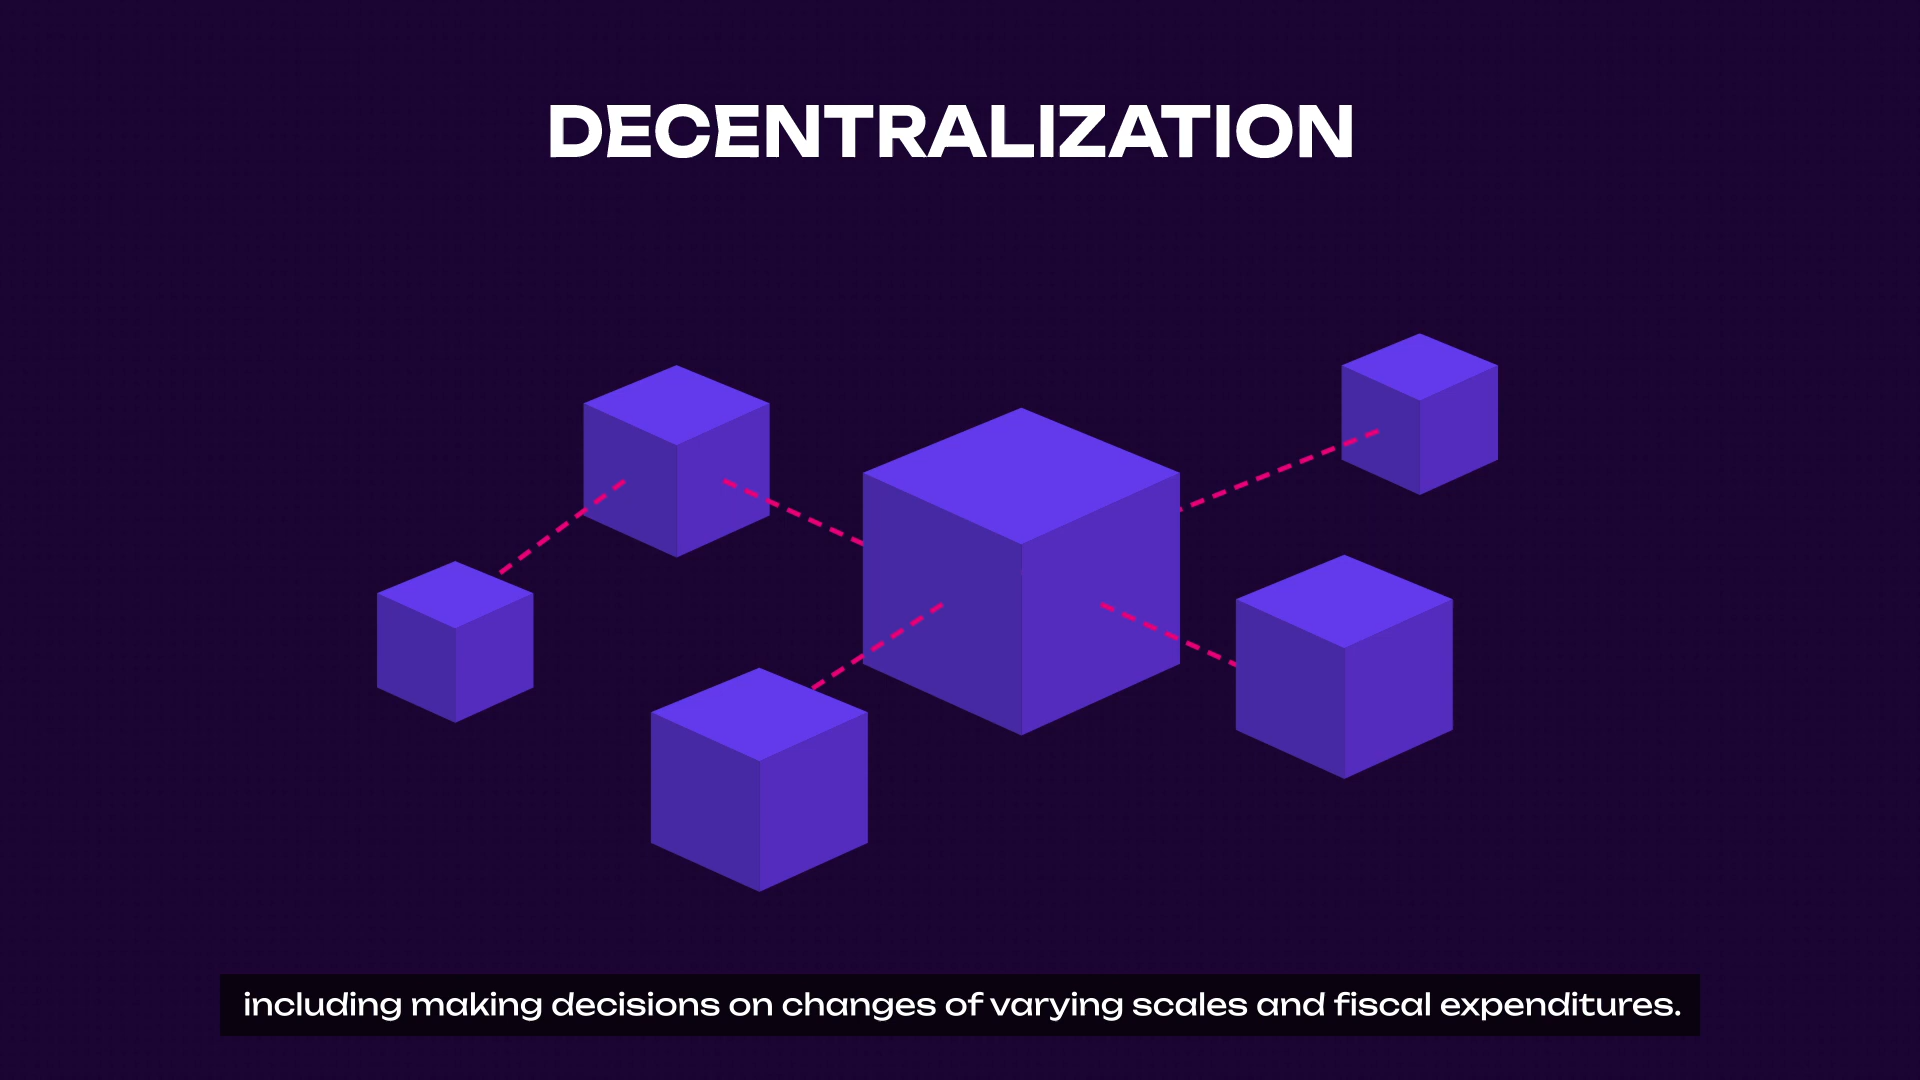 DECENTRALIZATION
including making decisions on changes of varying scales and fiscal expenditures.